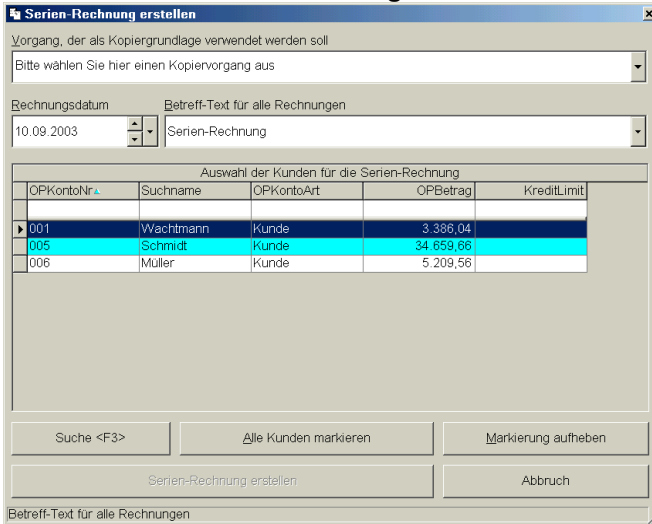 Serien-Rechnung erstellen
Vorgang, der als Kopiergrundlage verwendet werden soll
Bitte wählen Sie hier einen Kopiervorgang aus
Rechnungsdatum Betreff-Text für alle Rechnungen
10.09.2003 Serien-Rechnung
Auswahl der Kunden für die Serien-Rechnung
OPKontoNr Suchname OPKontoArt OPBetrag KreditLimit
001 Wachtmann Kunde 3.386,04
005 Schmidt Kunde 34.659,66
006 Müller Kunde 5.209,56
Suche <F3> Alle Kunden markieren Markierung aufheben
Serien-Rechnung erstellen Abbruch
Betreff-Text für alle Rechnungen